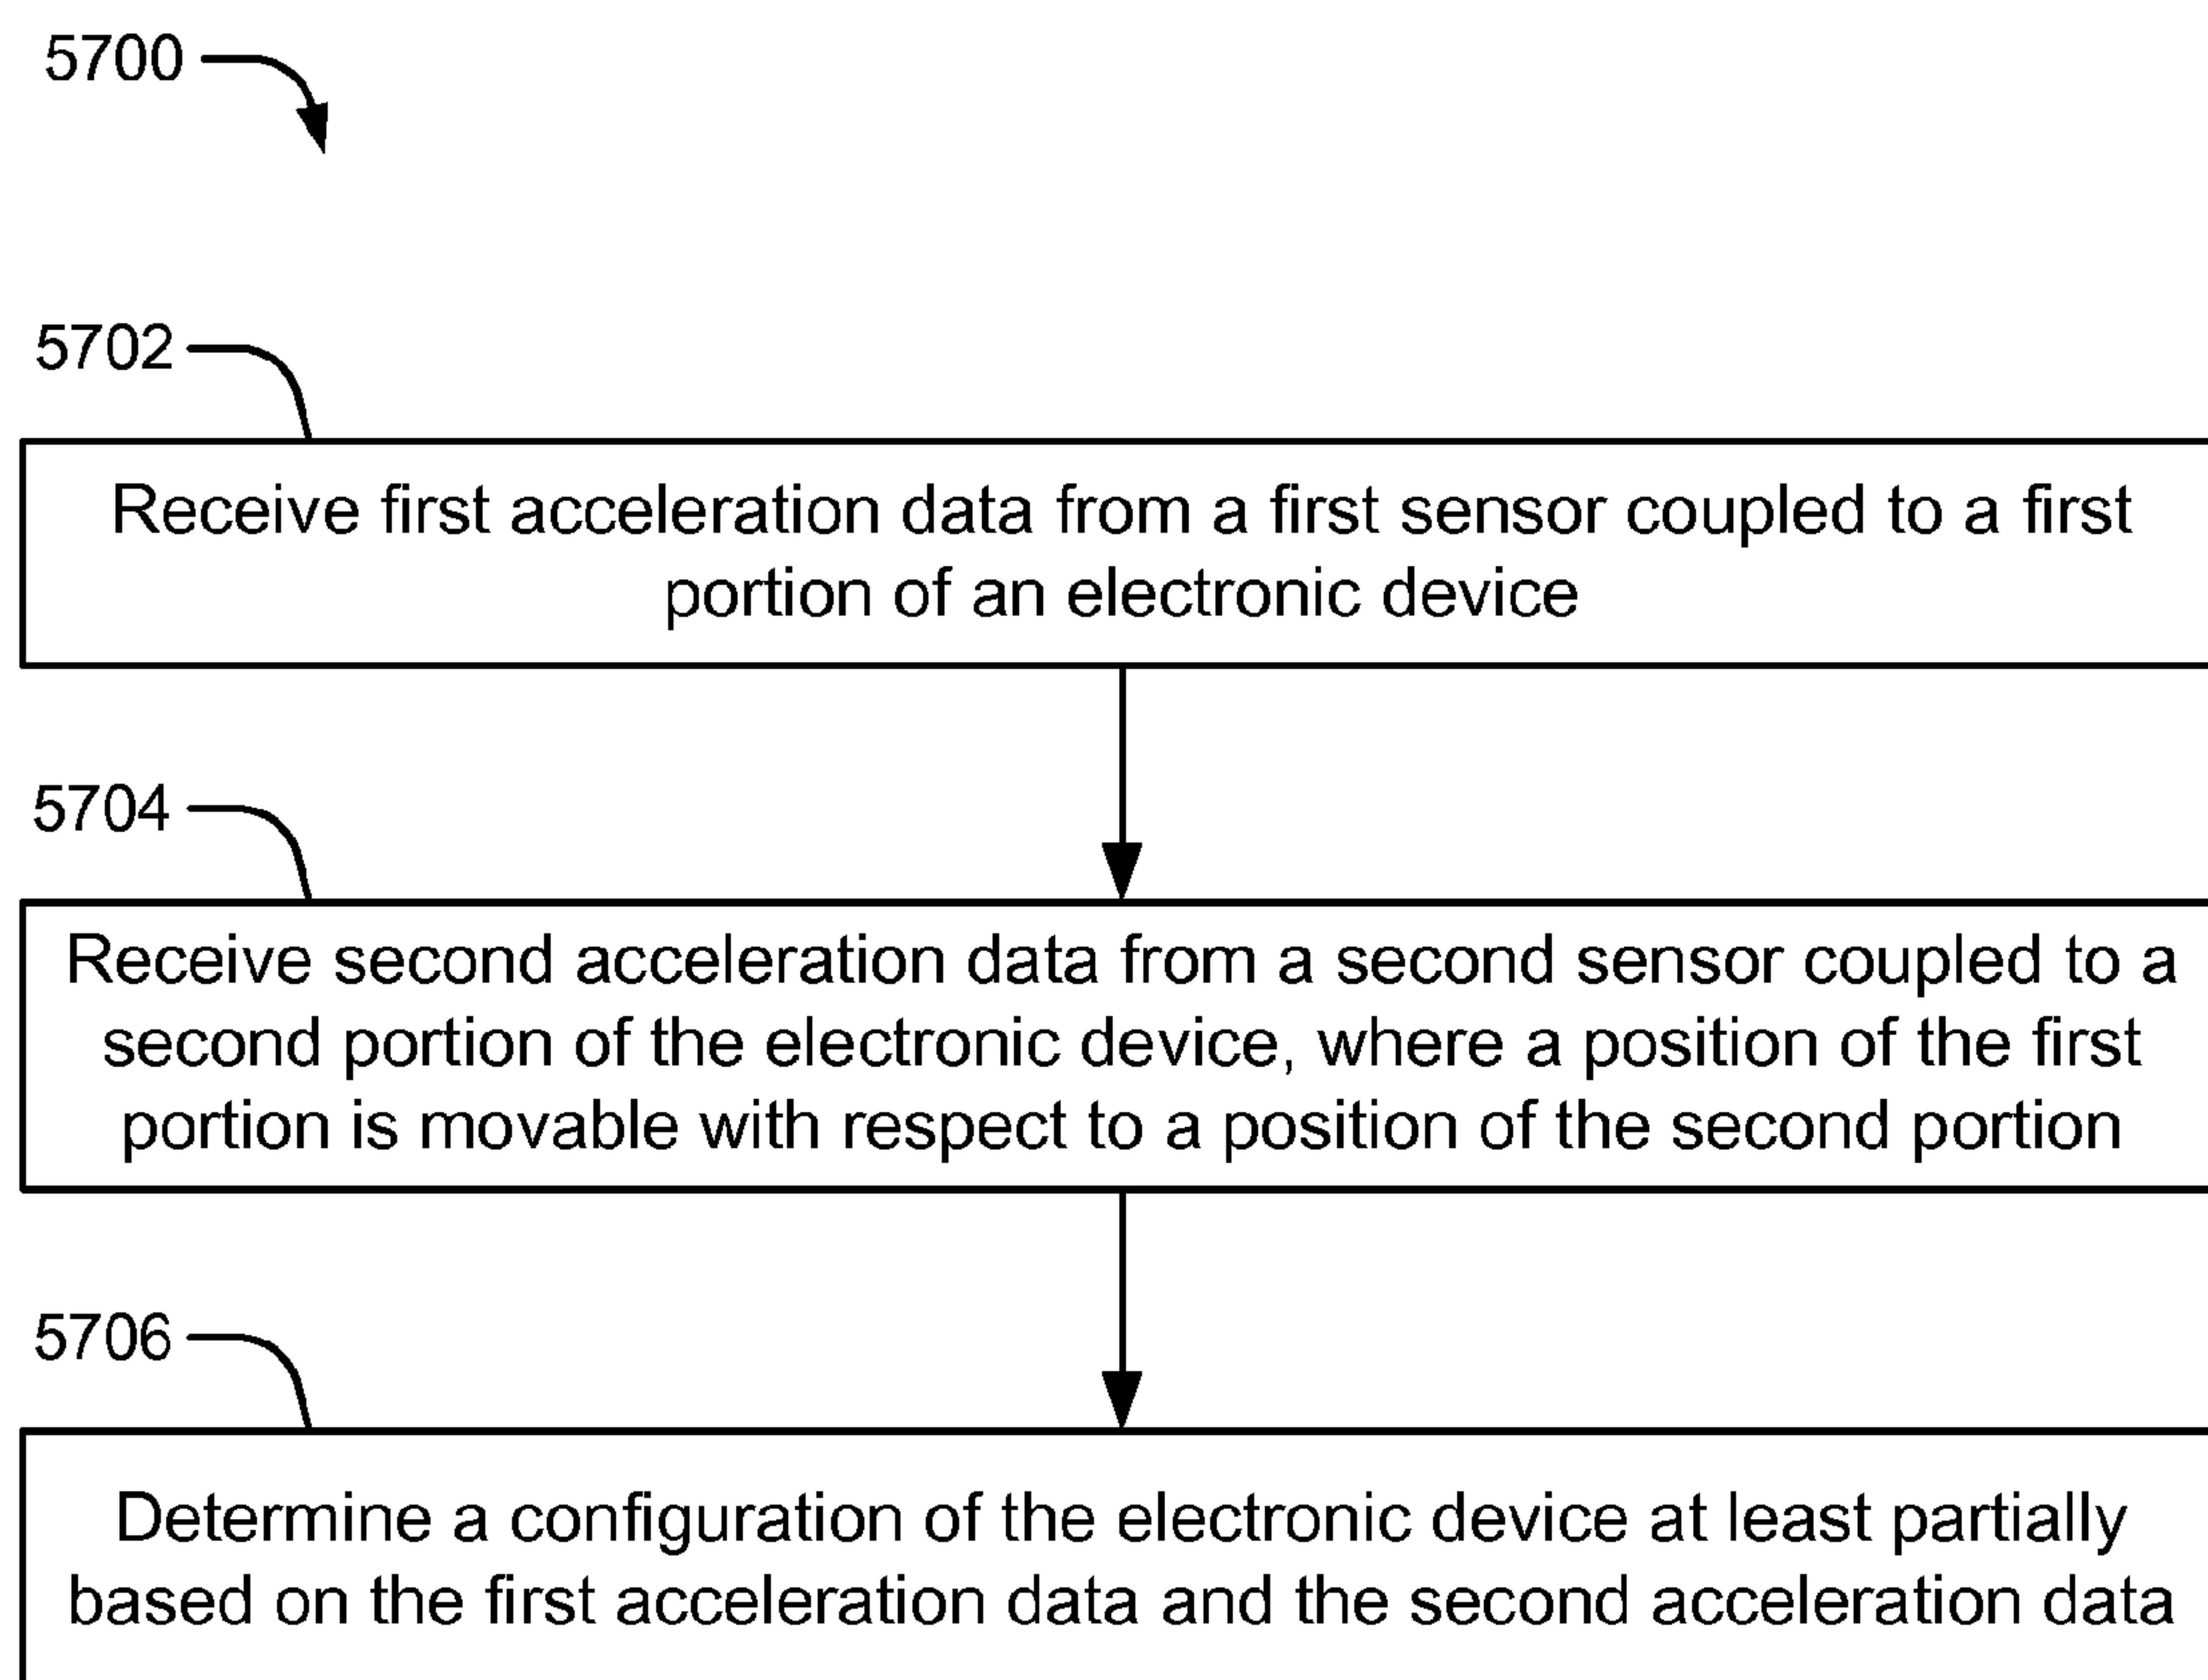 5700
5702
Receive first acceleration data from a first sensor coupled to a first
portion of an electronic device
5704
Receive second acceleration data from a second sensor coupled to a
second portion of the electronic device, where a position of the first
portion is movable with respect to a position of the second portion
5706
Determine a configuration of the electronic device at least partially
based on the first acceleration data and the second acceleration data